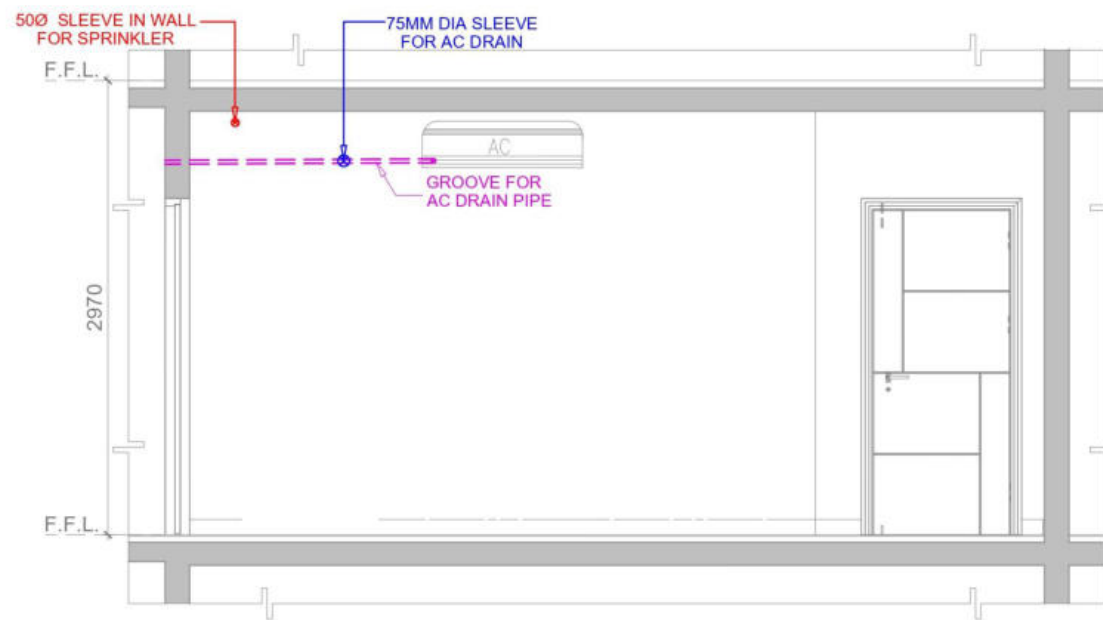 50Ø SLEEVE IN WALL
FOR SPRINKLER
75MM DIA SLEEVE
FOR AC DRAIN
F.F.L.
AC
GROOVE FOR
AC DRAIN PIPE
2970
F.F.L.